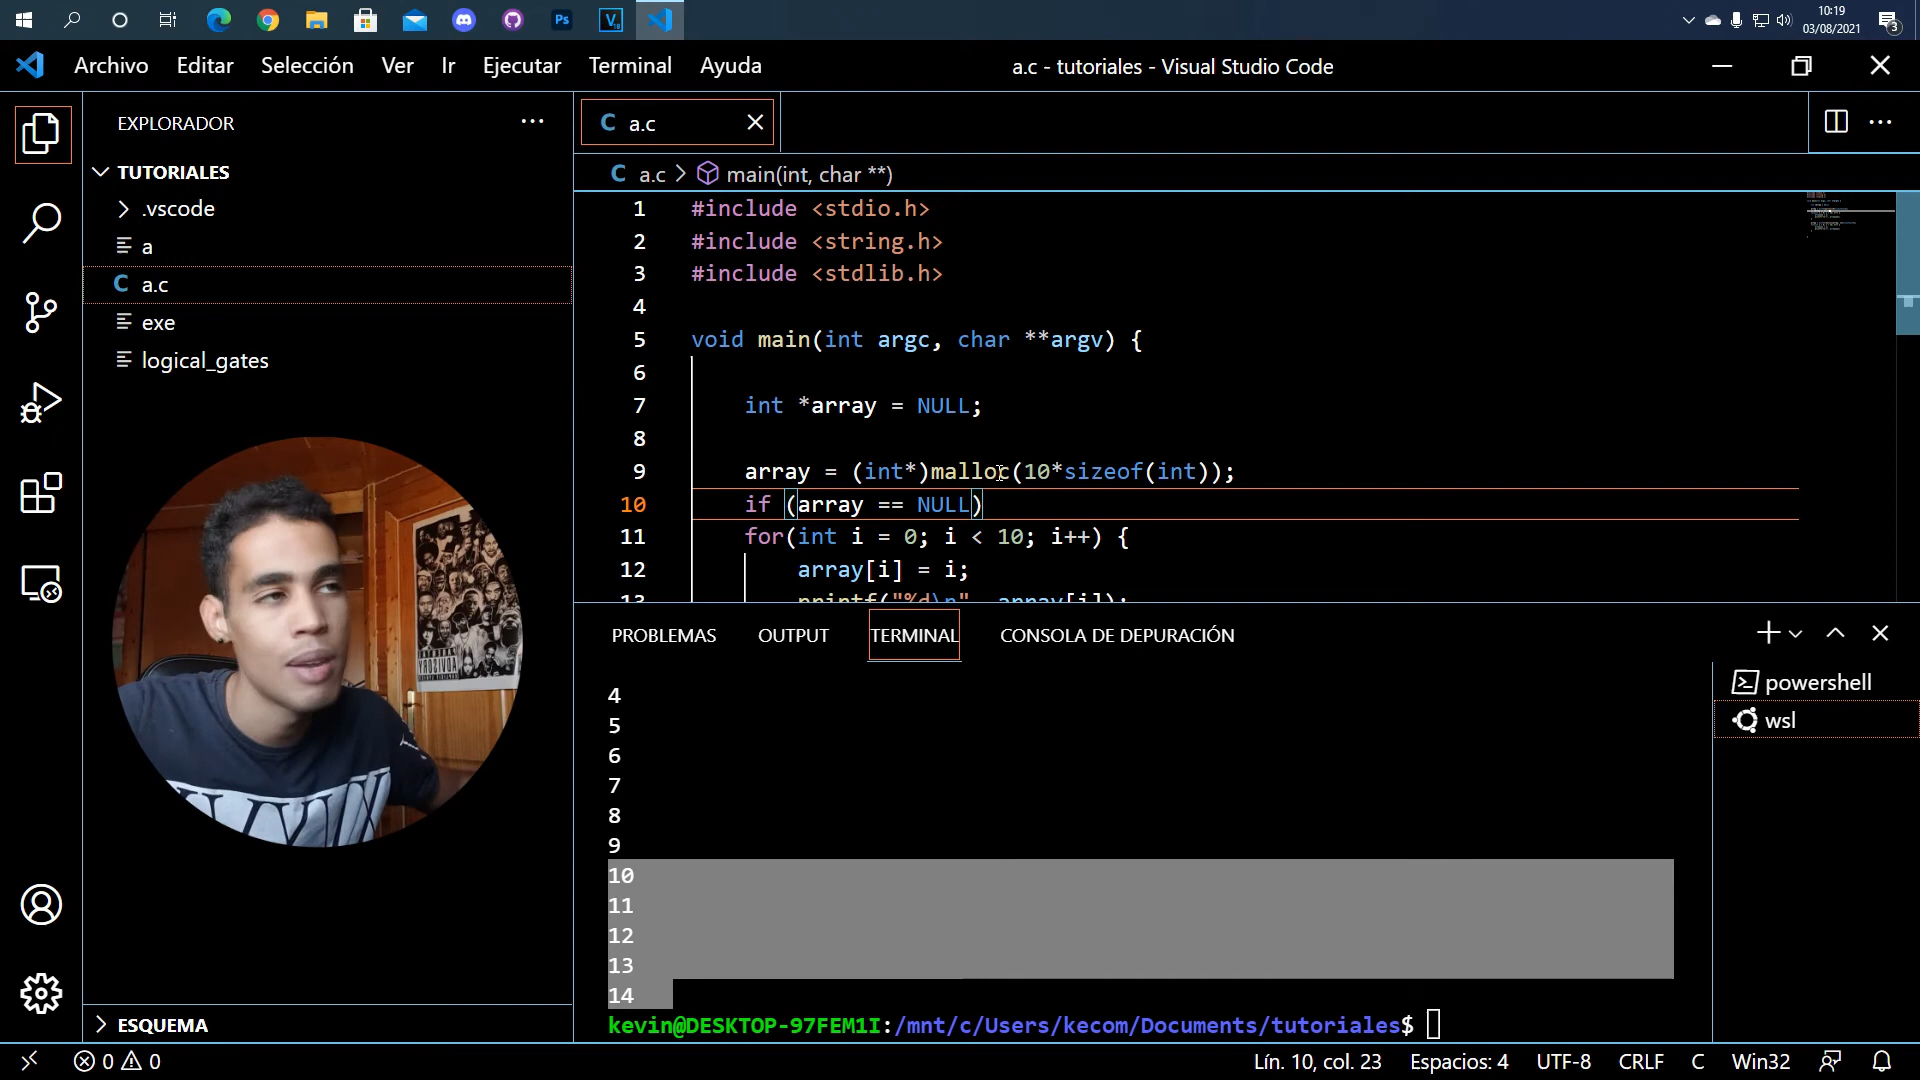 Ps
V
10:19
03/08/2021
3
Archivo Editar Selección Ver Ir Ejecutar Terminal Ayuda
a.c - tutoriales - Visual Studio Code
EXPLORADOR
TUTORIALES
.vscode
a
C a.c
exe
logical_gates
ESQUEMA
C a.c
C a.c > main(int, char **)
1 #include <stdio.h>
2 #include <string.h>
3 #include <stdlib.h>
4
5 void main(int argc, char **argv) {
6
7 int *array = NULL;
8
9 array = (int*)malloc(10*sizeof(int));
10 if (array == NULL)
11 for(int i = 0; i < 10; i++) {
12 array[i] = i;
13 printf("%d\n", array[i]);
PROBLEMAS OUTPUT TERMINAL CONSOLA DE DEPURACIÓN
4
5
6
7
8
9
10
11
12
13
14
kevin@DESKTOP-97FEM1I:/mnt/c/Users/kecom/Documents/tutoriales$
powershell
wsl
0 0
Lín. 10, col. 23 Espacios: 4 UTF-8 CRLF C Win32